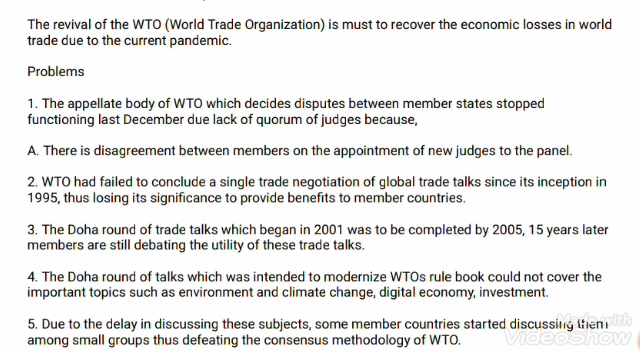 The revival of the WTO (World Trade Organization) is must to recover the economic losses in world
trade due to the current pandemic.
Problems
1. The appellate body of WTO which decides disputes between member states stopped
functioning last December due lack of quorum of judges because,
A. There is disagreement between members on the appointment of new judges to the panel.
2. WTO had failed to conclude a single trade negotiation of global trade talks since its inception in
1995, thus losing its significance to provide benefits to member countries.
3. The Doha round of trade talks which began in 2001 was to be completed by 2005, 15 years later
members are still debating the utility of these trade talks.
4. The Doha round of talks which was intended to modernize WTOs rule book could not cover the
important topics such as environment and climate change, digital economy, investment.
5. Due to the delay in discussing these subjects, some member countries started discussing them
among small groups thus defeating the consensus methodology of WTO.
Made with
VideoShow